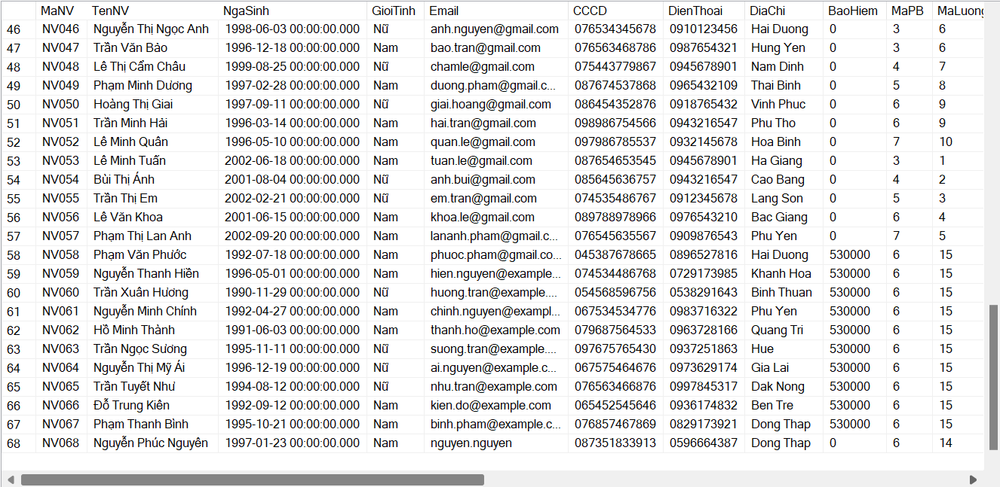 MaNV TenNV NgaSinh GioiTinh Email CCCD DienThoai DiaChi BaoHiem MaPB MaLuong
46 NV046 Nguyễn Thị Ngọc Anh 1998-06-03 00:00:00.000 Nữ anh.nguyen@gmail.com 076534345678 0910123456 Hai Duong 0 3 6
47 NV047 Trần Văn Bảo 1996-12-18 00:00:00.000 Nam bao.tran@gmail.com 076563468786 0987654321 Hung Yen 0 3 6
48 NV048 Lê Thị Cẩm Châu 1999-08-25 00:00:00.000 Nữ chamle@gmail.com 075443779867 0945678901 Nam Dinh 0 4 7
49 NV049 Phạm Minh Dương 1997-02-28 00:00:00.000 Nam duong.pham@gmail.c... 087674537868 0965432109 Thai Binh 0 5 8
50 NV050 Hoàng Thị Giai 1997-09-11 00:00:00.000 Nữ giai.hoang@gmail.com 086454352876 0918765432 Vinh Phuc 0 6 9
51 NV051 Trần Minh Hải 1996-03-14 00:00:00.000 Nam hai.tran@gmail.com 098986754566 0943216547 Phu Tho 0 6 9
52 NV052 Lê Minh Quân 1996-05-10 00:00:00.000 Nam quan.le@gmail.com 097986785537 0932145678 Hoa Binh 0 7 10
53 NV053 Lê Minh Tuấn 2002-06-18 00:00:00.000 Nam tuan.le@gmail.com 087654653545 0945678901 Ha Giang 0 3 1
54 NV054 Bùi Thị Ánh 2001-08-04 00:00:00.000 Nữ anh.bui@gmail.com 085645636757 0943216547 Cao Bang 0 4 2
55 NV055 Trần Thị Em 2002-02-21 00:00:00.000 Nữ em.tran@gmail.com 074535486767 0912345678 Lang Son 0 5 3
56 NV056 Lê Văn Khoa 2001-06-15 00:00:00.000 Nam khoa.le@gmail.com 089788978966 0976543210 Bac Giang 0 6 4
57 NV057 Phạm Thị Lan Anh 2002-09-20 00:00:00.000 Nam lananh.pham@gmail.c... 076545635567 0909876543 Phu Yen 0 7 5
58 NV058 Phạm Văn Phước 1992-07-18 00:00:00.000 Nam phuoc.pham@gmail.co... 045387678665 0896527816 Hai Duong 530000 6 15
59 NV059 Nguyễn Thanh Hiền 1996-05-01 00:00:00.000 Nam hien.nguyen@example... 074534486768 0729173985 Khanh Hoa 530000 6 15
60 NV060 Trần Xuân Hương 1990-11-29 00:00:00.000 Nữ huong.tran@example.... 054568596756 0538291643 Binh Thuan 530000 6 15
61 NV061 Nguyễn Minh Chính 1992-04-27 00:00:00.000 Nam chinh.nguyen@exampl... 067534534776 0983716322 Phu Yen 530000 6 15
62 NV062 Hồ Minh Thành 1991-06-03 00:00:00.000 Nam thanh.ho@example.com 079687564533 0963728166 Quang Tri 530000 6 15
63 NV063 Trần Ngọc Sương 1995-11-11 00:00:00.000 Nữ suong.tran@example.... 097675765430 0937251863 Hue 530000 6 15
64 NV064 Nguyễn Thị Mỹ Ái 1996-12-19 00:00:00.000 Nữ ai.nguyen@example.c... 067575464676 0973629174 Gia Lai 530000 6 15
65 NV065 Trần Tuyết Như 1994-08-12 00:00:00.000 Nữ nhu.tran@example.com 076563466876 0997845317 Dak Nong 530000 6 15
66 NV066 Đỗ Trung Kiên 1992-09-12 00:00:00.000 Nam kien.do@example.com 065452545646 0936174832 Ben Tre 530000 6 15
67 NV067 Phạm Thanh Bình 1995-10-21 00:00:00.000 Nam binh.pham@example.c... 076857467869 0829173921 Dong Thap 530000 6 15
68 NV068 Nguyễn Phúc Nguyên 1997-01-23 00:00:00.000 Nam nguyen.nguyen 087351833913 0596664387 Dong Thap 0 6 14